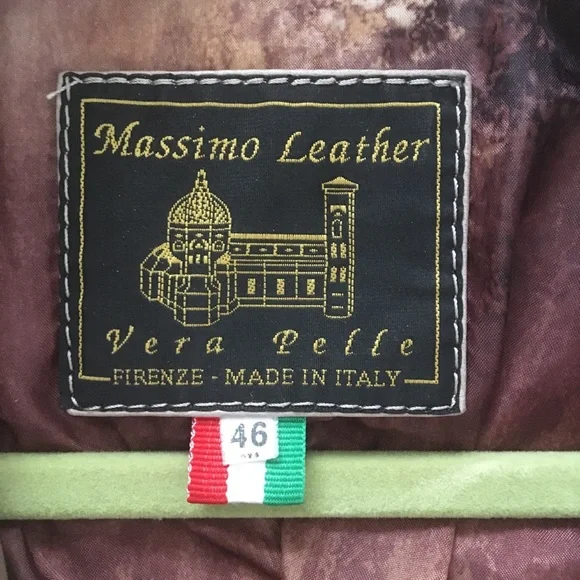 Massimo Leather
Vera Pelle
FIRENZE - MADE IN ITALY
46